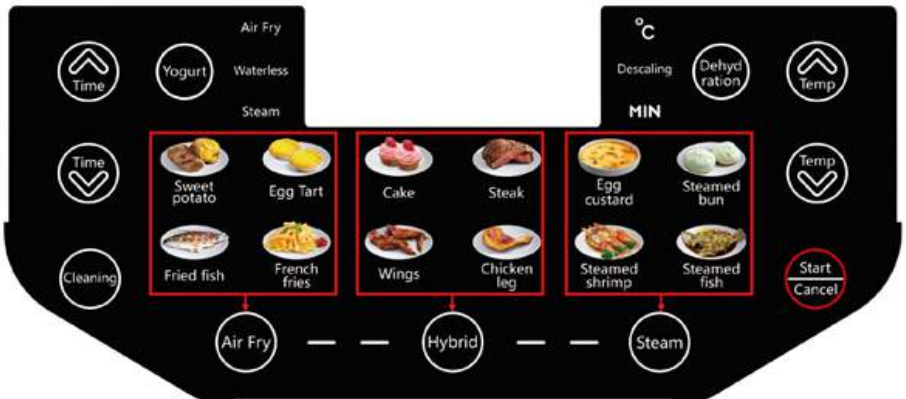 Air Fry
°C
Time
Yogurt
Waterless
Descaling
Dehyd
ration
Temp
Steam
MIN
Time
Sweet
potato
Egg Tart
Cake
Steak
Egg
custard
Steamed
bun
Temp
Cleaning
Fried fish
French
fries
Wings
Chicken
leg
Steamed
shrimp
Steamed
fish
Start
Cancel
Air Fry
Hybrid
Steam